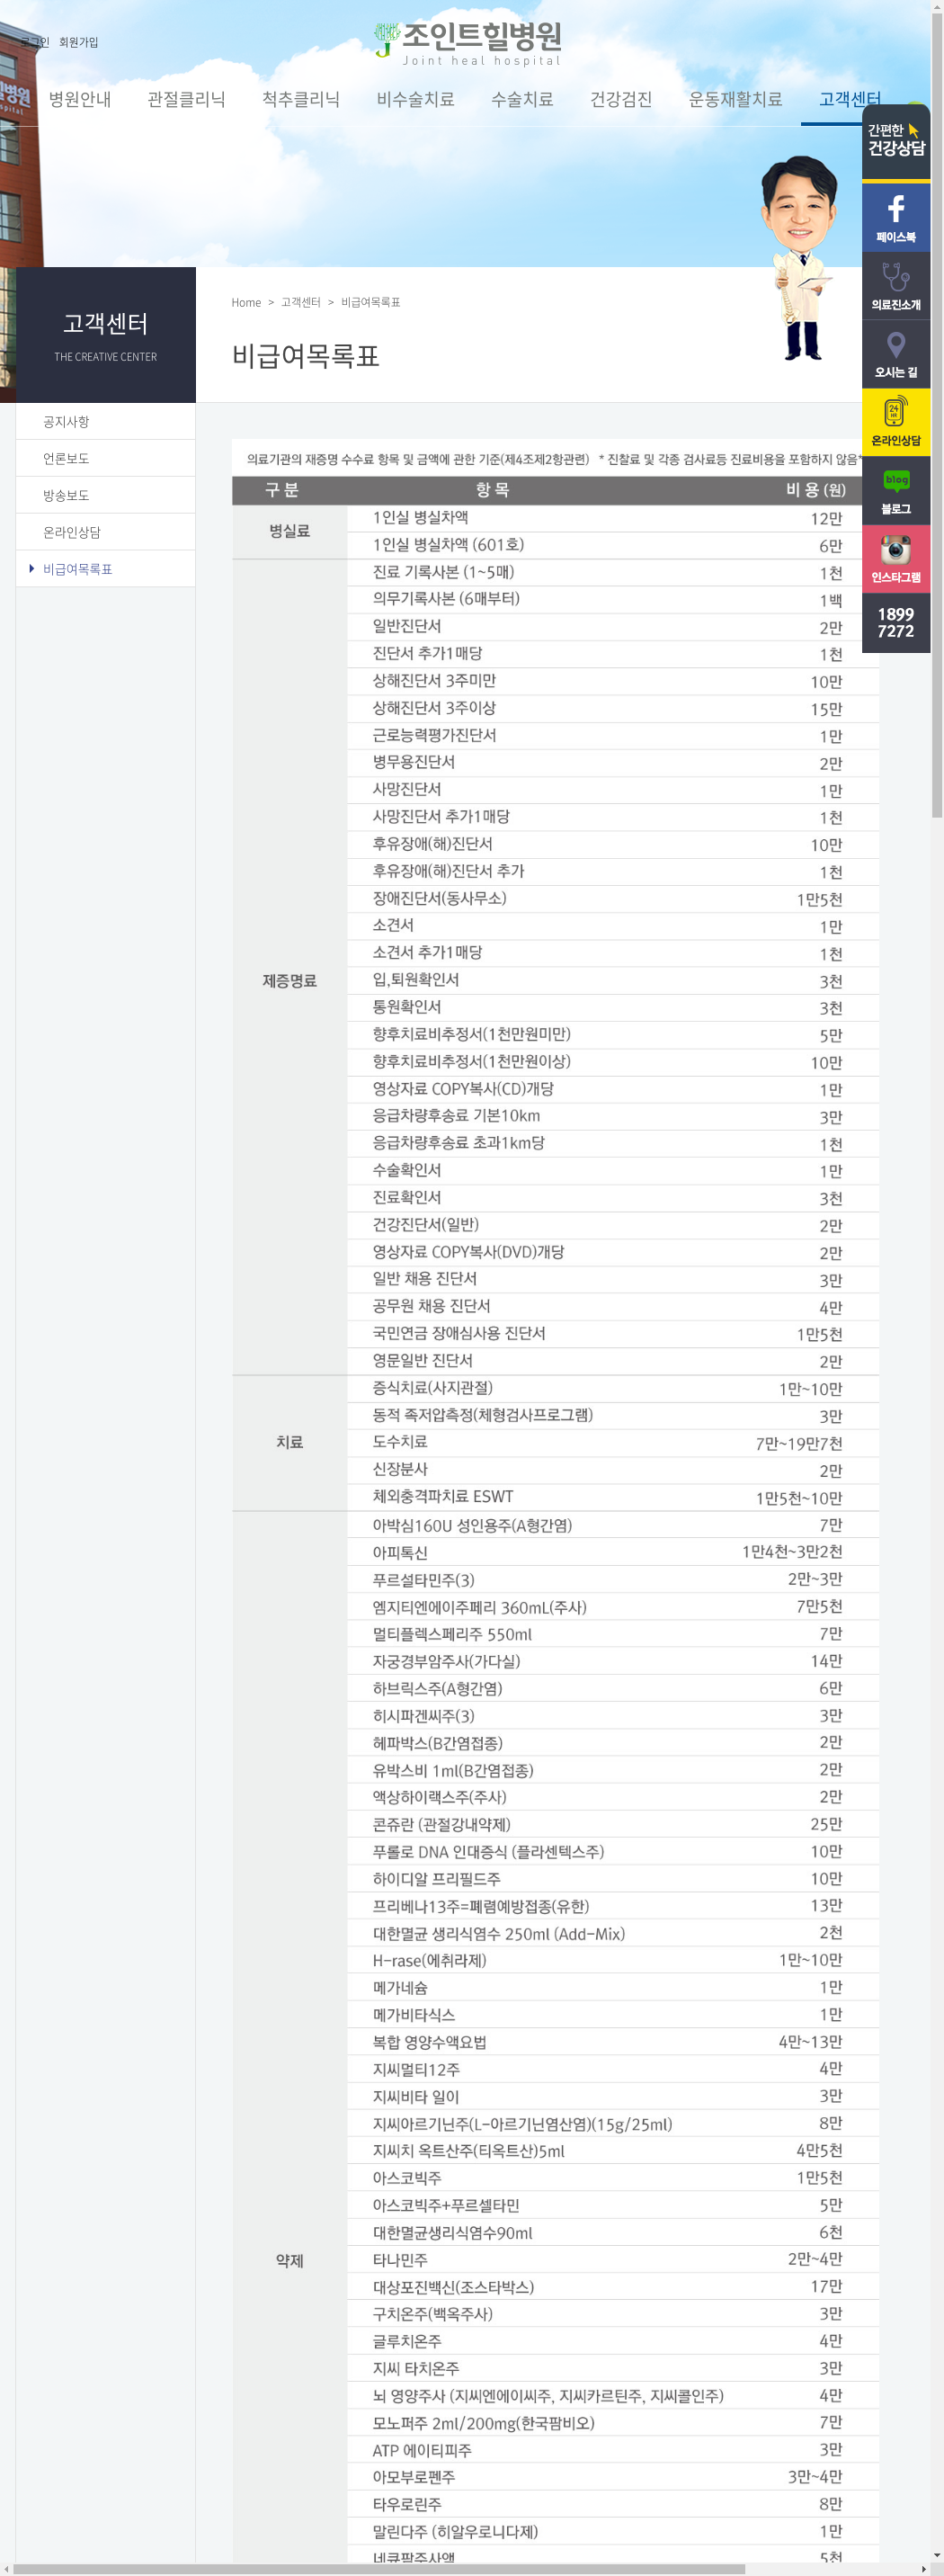 로그인 회원가입
조인트힐병원
Joint heal hospital
병원안내 관절클리닉 척추클리닉 비수술치료 수술치료 건강검진 운동재활치료 고객센터
간편한
건강상담
페이스북
의료진소개
오시는 길
24
HR
온라인상담
blog
블로그
인스타그램
1899
7272
고객센터
THE CREATIVE CENTER
공지사항
언론보도
방송보도
온라인상담
비급여목록표
Home > 고객센터 > 비급여목록표
비급여목록표
의료기관의 재증명 수수료 항목 및 금액에 관한 기준(제4조제2항관련) * 진찰료 및 각종 검사료등 진료비용을 포함하지 않음*
구 분 항 목 비 용 (원)
병실료
1인실 병실차액 12만
1인실 병실차액 (601호) 6만
제증명료
진료 기록사본 (1~5매) 1천
의무기록사본 (6매부터) 1백
일반진단서 2만
진단서 추가1매당 1천
상해진단서 3주미만 10만
상해진단서 3주이상 15만
근로능력평가진단서 1만
병무용진단서 2만
사망진단서 1만
사망진단서 추가1매당 1천
후유장애(해)진단서 10만
후유장애(해)진단서 추가 1천
장애진단서(동사무소) 1만5천
소견서 1만
소견서 추가1매당 1천
입,퇴원확인서 3천
통원확인서 3천
향후치료비추정서(1천만원미만) 5만
향후치료비추정서(1천만원이상) 10만
영상자료 COPY복사(CD)개당 1만
응급차량후송료 기본10km 3만
응급차량후송료 초과1km당 1천
수술확인서 1만
진료확인서 3천
건강진단서(일반) 2만
영상자료 COPY복사(DVD)개당 2만
일반 채용 진단서 3만
공무원 채용 진단서 4만
국민연금 장애심사용 진단서 1만5천
영문일반 진단서 2만
치료
증식치료(사지관절) 1만~10만
동적 족저압측정(체형검사프로그램) 3만
도수치료 7만~19만7천
신장분사 2만
체외충격파치료 ESWT 1만5천~10만
약제
아박심160U 성인용주(A형간염) 7만
아피톡신 1만4천~3만2천
푸르설타민주(3) 2만~3만
엠지티엔에이주페리 360mL(주사) 7만5천
멀티플렉스페리주 550ml 7만
자궁경부암주사(가다실) 14만
하브릭스주(A형간염) 6만
히시파겐씨주(3) 3만
헤파박스(B간염접종) 2만
유박스비 1ml(B간염접종) 2만
액상하이랙스주(주사) 2만
콘쥬란 (관절강내약제) 25만
푸롤로 DNA 인대증식 (플라센텍스주) 10만
하이디알 프리필드주 10만
프리베나13주=폐렴예방접종(유한) 13만
대한멸균 생리식염수 250ml (Add-Mix) 2천
H-rase(에취라제) 1만~10만
메가네슘 1만
메가비타식스 1만
복합 영양수액요법 4만~13만
지씨멀티12주 4만
지씨비타 일이 3만
지씨아르기닌주(L-아르기닌염산염)(15g/25ml) 8만
지씨치 옥트산주(티옥트산)5ml 4만5천
아스코빅주 1만5천
아스코빅주+푸르셀타민 5만
대한멸균생리식염수90ml 6천
타나민주 2만~4만
대상포진백신(조스타박스) 17만
구치온주(백옥주사) 3만
글루치온주 4만
지씨 타치온주 3만
뇌 영양주사 (지씨엔에이씨주, 지씨카르틴주, 지씨콜인주) 4만
모노퍼주 2ml/200mg(한국팜비오) 7만
ATP 에이티피주 3만
아모부로펜주 3만~4만
타우로린주 8만
말린다주 (히알우로니다제) 1만
네큐팜주사액 5천